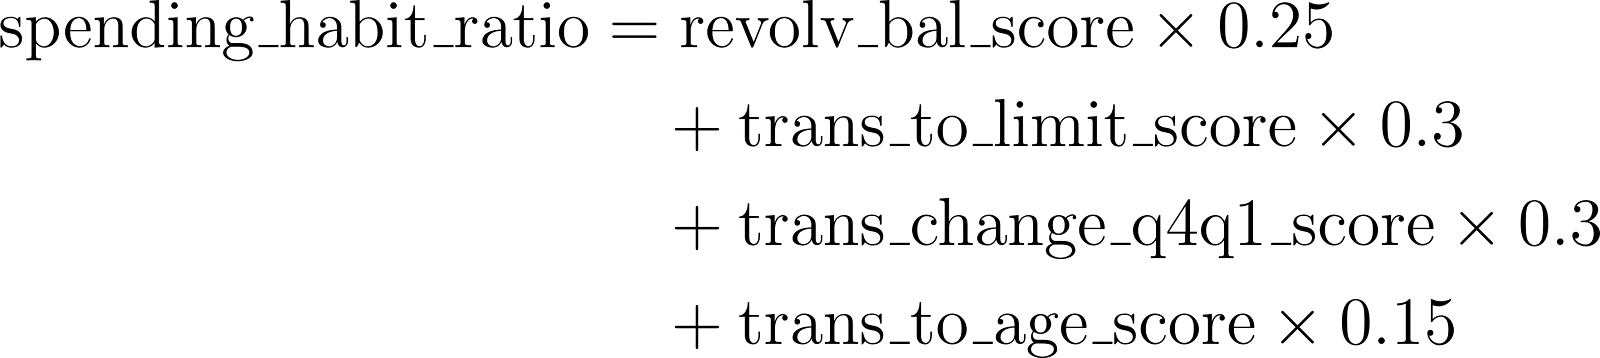 spending_habit_ratio = revolv_bal_score × 0.25
+ trans_to_limit_score × 0.3
+ trans_change_q4q1_score × 0.3
+ trans_to_age_score × 0.15